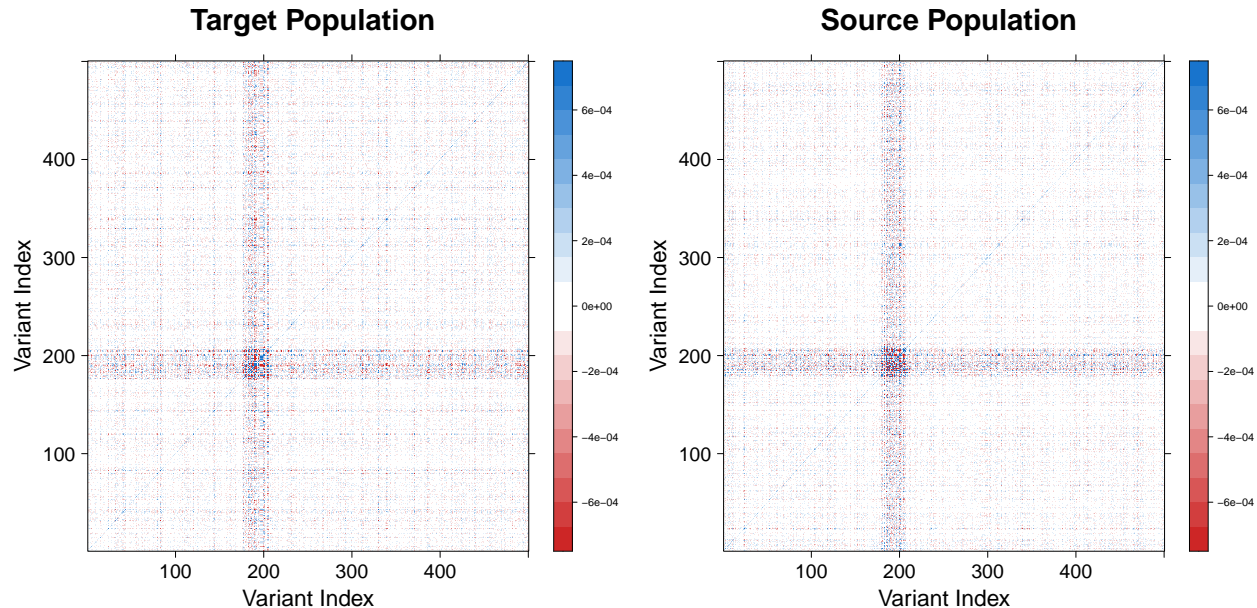 Target Population
Variant Index
400
300
200
100
100 200 300 400
Variant Index
6e−04
4e−04
2e−04
0e+00
−2e−04
−4e−04
−6e−04
Source Population
Variant Index
400
300
200
100
100 200 300 400
Variant Index
6e−04
4e−04
2e−04
0e+00
−2e−04
−4e−04
−6e−04